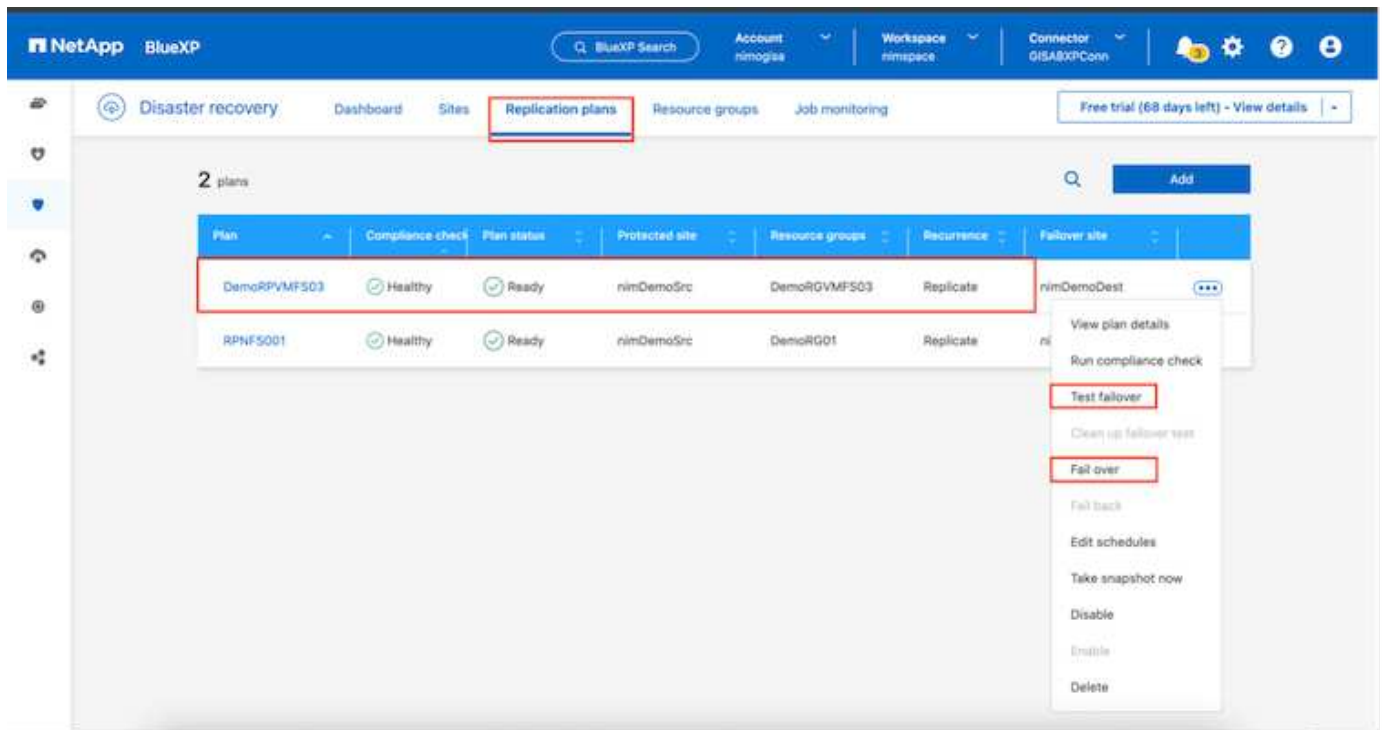 NetApp BlueXP
BlueXP Search
Account
nimogisa
Workspace
nimspace
Connector
GISABXPConn
3
Disaster recovery
Dashboard
Sites
Replication plans
Resource groups
Job monitoring
Free trial (68 days left) - View details
2 plans
Add
Plan
Compliance check
Plan status
Protected site
Resource groups
Recurrence
Failover site
DemoRPVMFS03
Healthy
Ready
nimDemoSrc
DemoRGVMFS03
Replicate
nimDemoDest
RPNFS001
Healthy
Ready
nimDemoSrc
DemoRG01
Replicate
ni
View plan details
Run compliance check
Test failover
Clean up failover test
Fail over
Fail back
Edit schedules
Take snapshot now
Disable
Enable
Delete